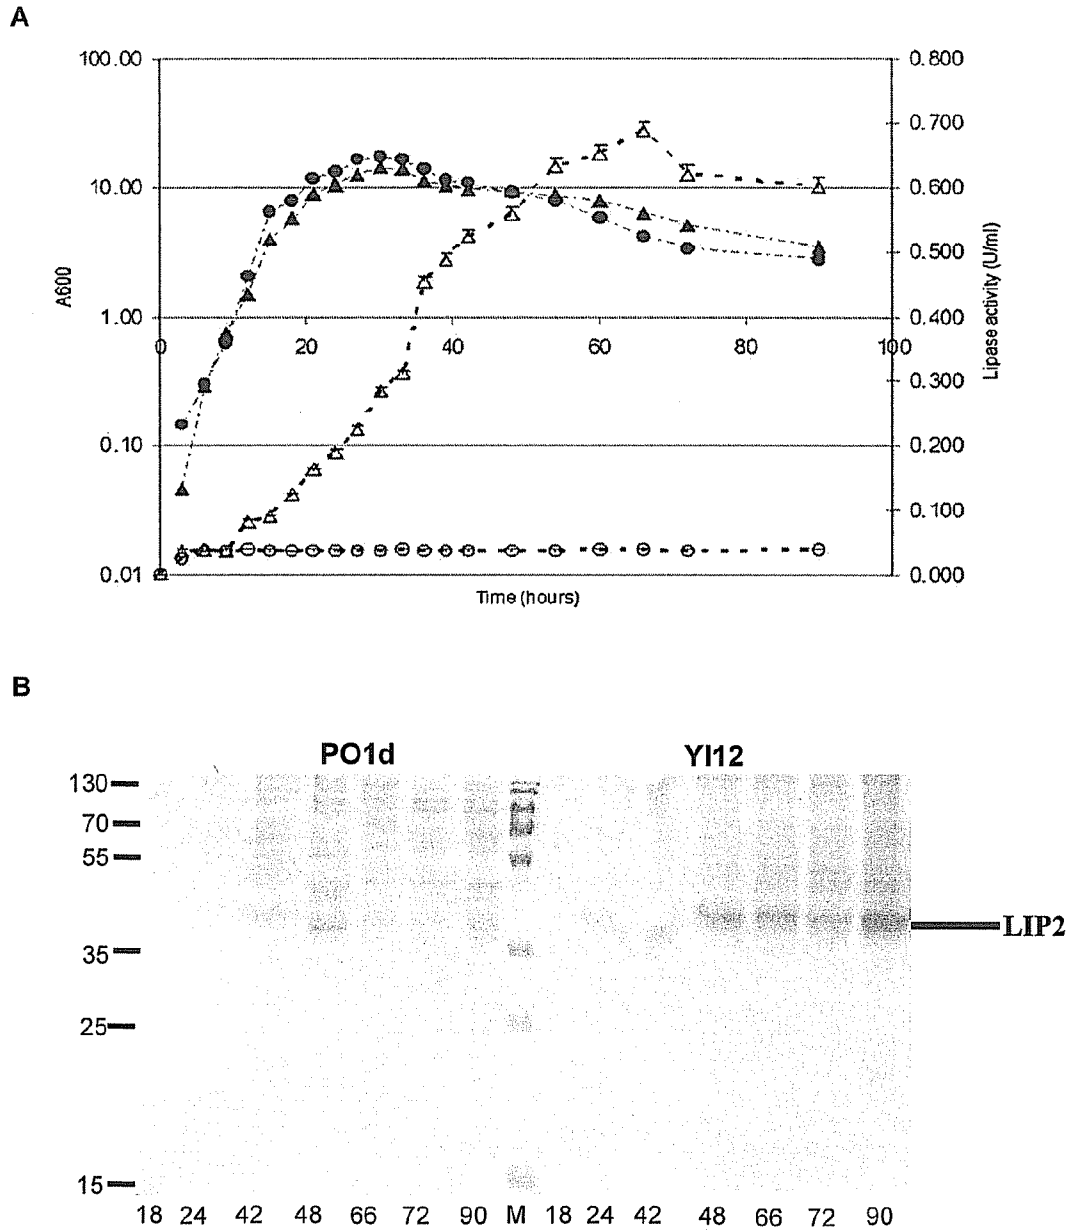 A
100.00 0.800
0.700
10.00 0.600
0.500
A600
1.00 0.400
Lipase activity (U/ml)
0 20 40 60 80 100
0.300
0.10 0.200
0.100
0.01 0.000
Time (hours)
B
PO1d YI12
130
70
55
LIP2
35
25
15
18 24 42 48 66 72 90 M 18 24 42 48 66 72 90